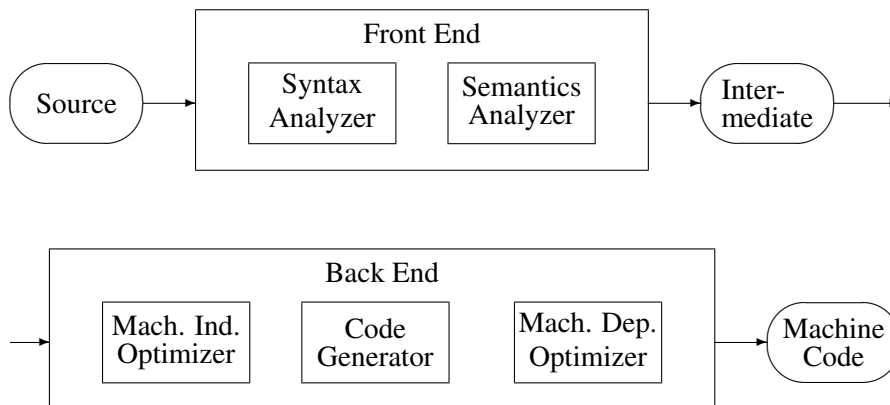 Front End
Source
Syntax
Analyzer
Semantics
Analyzer
Inter-
mediate
Back End
Mach. Ind.
Optimizer
Code
Generator
Mach. Dep.
Optimizer
Machine
Code